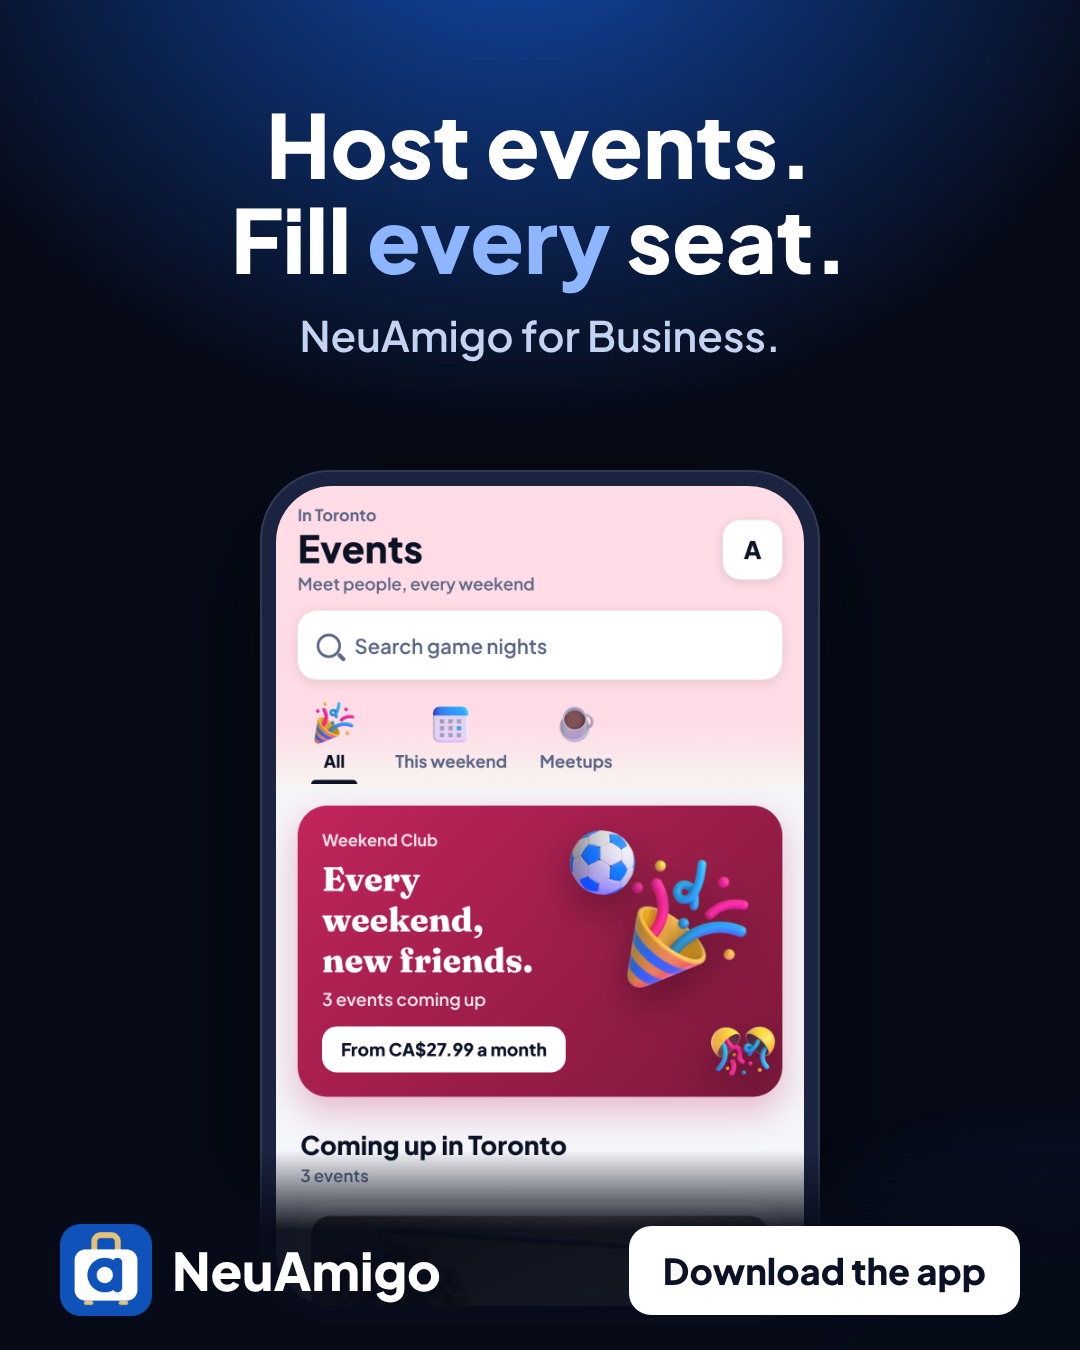 Host events.
Fill every seat.
NeuAmigo for Business.
In Toronto
Events
Meet people, every weekend
A
Search game nights
All
This weekend
Meetups
Weekend Club
Every
weekend,
new friends.
3 events coming up
From CA$27.99 a month
Coming up in Toronto
3 events
a
NeuAmigo
Download the app